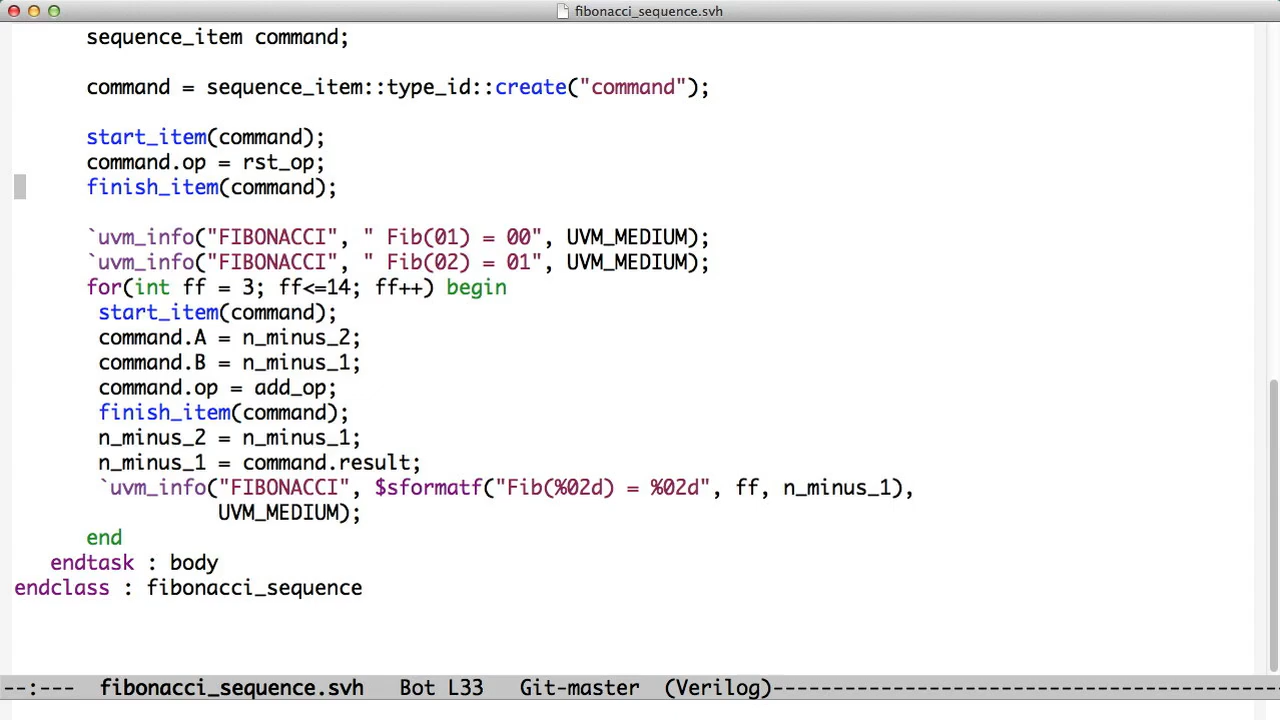 fibonacci_sequence.svh
sequence_item command;
command = sequence_item::type_id::create("command");
start_item(command);
command.op = rst_op;
finish_item(command);
`uvm_info("FIBONACCI", " Fib(01) = 00", UVM_MEDIUM);
`uvm_info("FIBONACCI", " Fib(02) = 01", UVM_MEDIUM);
for(int ff = 3; ff<=14; ff++) begin
start_item(command);
command.A = n_minus_2;
command.B = n_minus_1;
command.op = add_op;
finish_item(command);
n_minus_2 = n_minus_1;
n_minus_1 = command.result;
`uvm_info("FIBONACCI", $sformatf("Fib(%02d) = %02d", ff, n_minus_1),
UVM_MEDIUM);
end
endtask : body
endclass : fibonacci_sequence
--:--- fibonacci_sequence.svh Bot L33 Git-master (Verilog)------------------------------------------